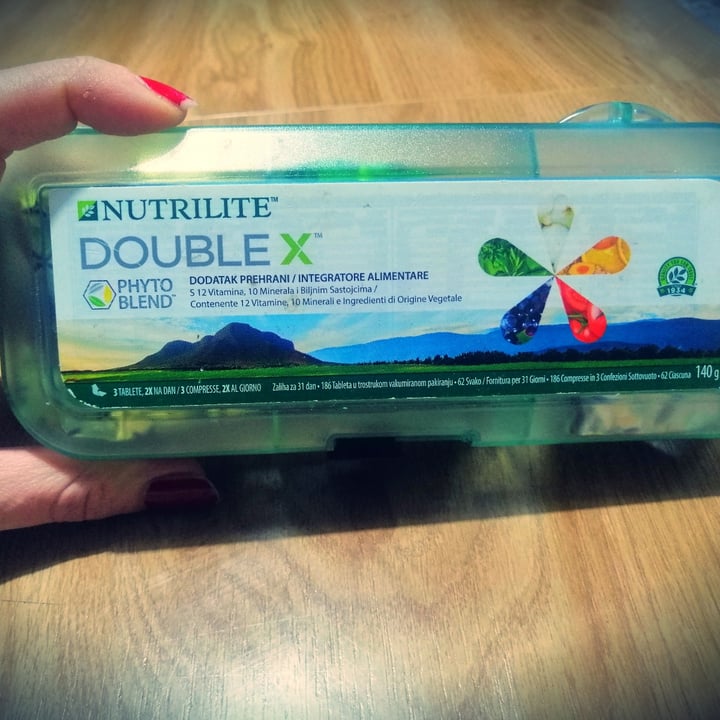 NUTRILITE™
DOUBLE X™
PHYTO
BLEND™
DODATAK PREHRANI / INTEGRATORE ALIMENTARE
S 12 Vitamina, 10 Minerala i Biljnim Sastojcima /
Contenente 12 Vitamine, 10 Minerali e Ingredienti di Origine Vegetale
1934
3 TABLETE, 2X NA DAN / 3 COMPRESSE, 2X AL GIORNO
Zaliha za 31 dan • 186 Tableta u trostrukom vakumiranom pakiranju • 62 Svako / Fornitura per 31 Giorni • 186 Compresse in 3 Confezioni Sottovuoto • 62 Ciascuna
140 g